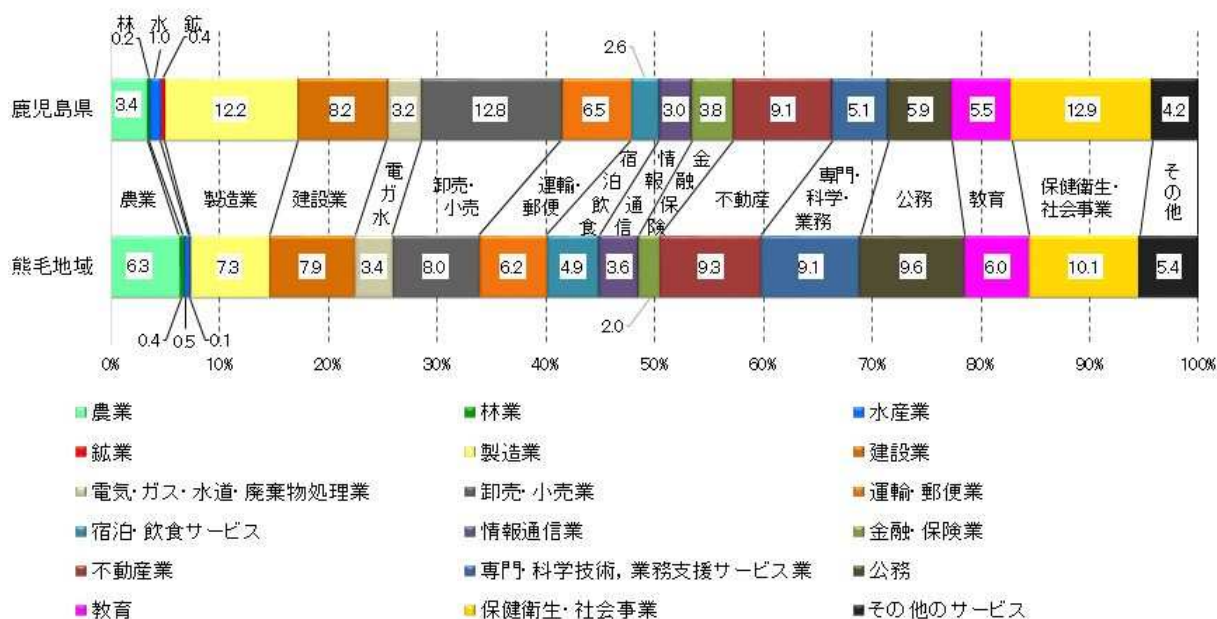 林 水 鉱
0.2 1.0 0.4
2.6
鹿児島県 3.4 12.2 8.2 3.2 12.8 6.5 3.0 3.8 9.1 5.1 5.9 5.5 12.9 4.2
農業 製造業 建設業 電ガ水 卸売・小売 運輸・郵便 宿泊飲食 情報通信 金融保険 不動産 専門・科学・業務 公務 教育 保健衛生・社会事業 その他
熊毛地域 6.3 7.3 7.9 3.4 8.0 6.2 4.9 3.6 9.3 9.1 9.6 6.0 10.1 5.4
0.4 0.5 0.1
2.0
0% 10% 20% 30% 40% 50% 60% 70% 80% 90% 100%
農業 林業 水産業
鉱業 製造業 建設業
電気・ガス・水道・廃棄物処理業 卸売・小売業 運輸・郵便業
宿泊・飲食サービス 情報通信業 金融・保険業
不動産業 専門・科学技術，業務支援サービス業 公務
教育 保健衛生・社会事業 その他のサービス